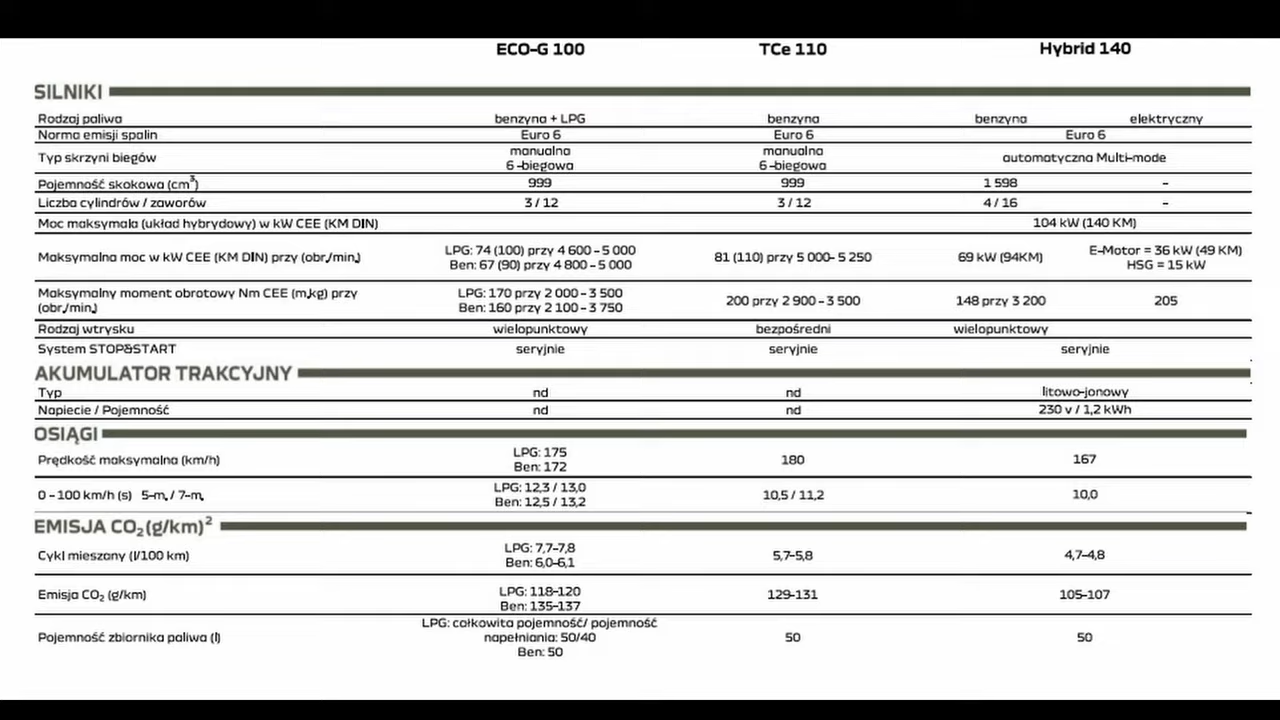 ECO-G 100 TCe 110 Hybrid 140
SILNIKI
Rodzaj paliwa benzyna + LPG benzyna benzyna elektryczny
Norma emisji spalin Euro 6 Euro 6 Euro 6
Typ skrzyni biegów manualna 6 -biegowa manualna 6 -biegowa automatyczna Multi-mode
Pojemność skokowa (cm³) 999 999 1 598 -
Liczba cylindrów / zaworów 3 / 12 3 / 12 4 / 16 -
Moc maksymala (układ hybrydowy) w kW CEE (KM DIN) 104 kW (140 KM)
Maksymalna moc w kW CEE (KM DIN) przy (obr./min.) LPG: 74 (100) przy 4 600 - 5 000 Ben: 67 (90) przy 4 800 - 5 000 81 (110) przy 5 000- 5 250 69 kW (94KM) E-Motor = 36 kW (49 KM) HSG = 15 kW
Maksymalny moment obrotowy Nm CEE (m.kg) przy (obr./min.) LPG: 170 przy 2 000 - 3 500 Ben: 160 przy 2 100 - 3 750 200 przy 2 900 - 3 500 148 przy 3 200 205
Rodzaj wtrysku wielopunktowy bezpośredni wielopunktowy
System STOP&START seryjnie seryjnie seryjnie
AKUMULATOR TRAKCYJNY
Typ nd nd litowo-jonowy
Napiecie / Pojemność nd nd 230 v / 1,2 kWh
OSIĄGI
Prędkość maksymalna (km/h) LPG: 175 Ben: 172 180 167
0 - 100 km/h (s) 5-m. / 7-m. LPG: 12,3 / 13,0 Ben: 12,5 / 13,2 10,5 / 11,2 10,0
EMISJA CO₂ (g/km)²
Cykl mieszany (l/100 km) LPG: 7,7-7,8 Ben: 6,0-6,1 5,7-5,8 4,7-4,8
Emisja CO₂ (g/km) LPG: 118-120 Ben: 135-137 129-131 105-107
Pojemność zbiornika paliwa (l) LPG: całkowita pojemność/ pojemność napełniania: 50/40 Ben: 50 50 50